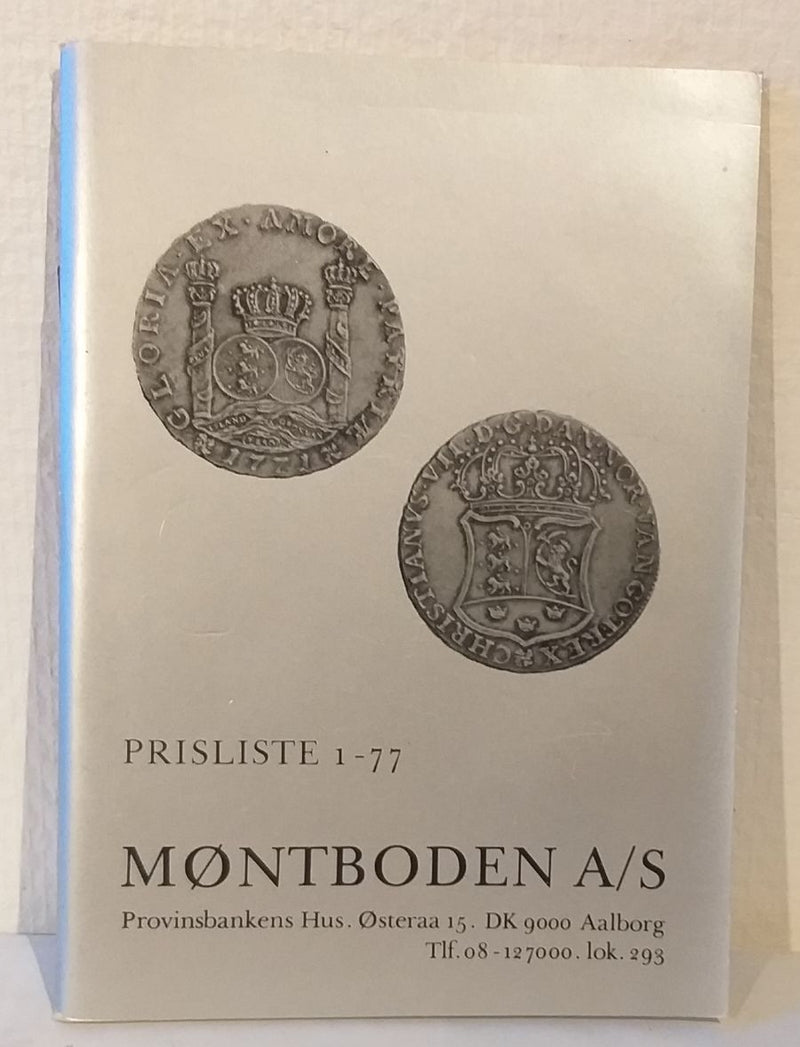 GLORIA·EX·AMORE·PATRIÆ·
1771
CHRISTIANVS·VII·D·G·DAN·NOR·VAN·GOT·REX
PRISLISTE 1-77
MØNTBODEN A/S
Provinsbankens Hus. Østeraa 15. DK 9000 Aalborg
Tlf. 08-127000. lok. 293